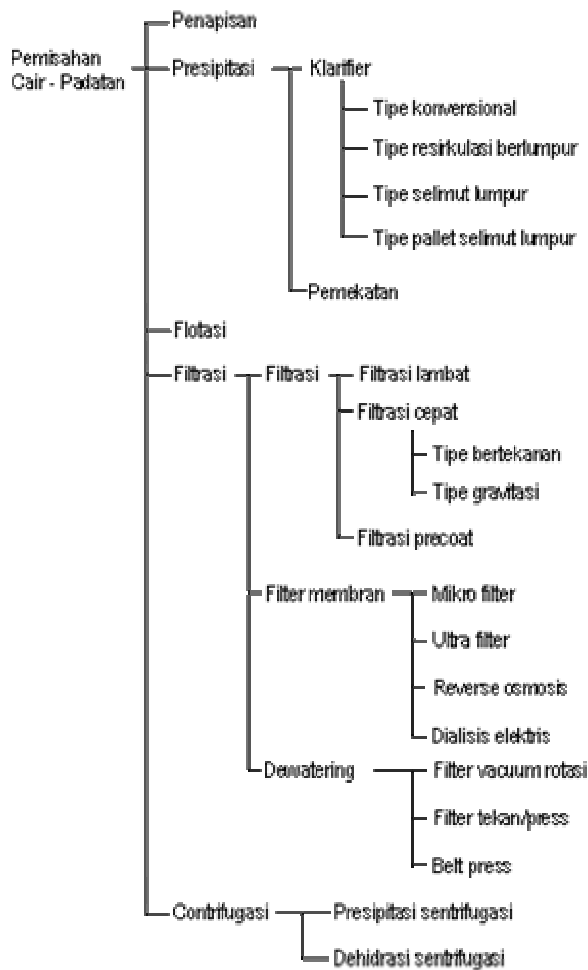 Penapisan
Pemisahan
Cair - Padatan
Presipitasi
Klarifier
Tipe konvensional
Tipe resirkulasi berlumpur
Tipe selimut lumpur
Tipe pallet selimut lumpur
Pemekatan
Flotasi
Filtrasi
Filtrasi
Filtrasi lambat
Filtrasi cepat
Tipe bertekanan
Tipe gravitasi
Filtrasi precoat
Filter membran
Mikro filter
Ultra filter
Reverse osmosis
Dialisis elektris
Dewatering
Filter vacuum rotasi
Filter tekan/press
Belt press
Contrifugasi
Presipitasi sentrifugasi
Dehidrasi sentrifugasi